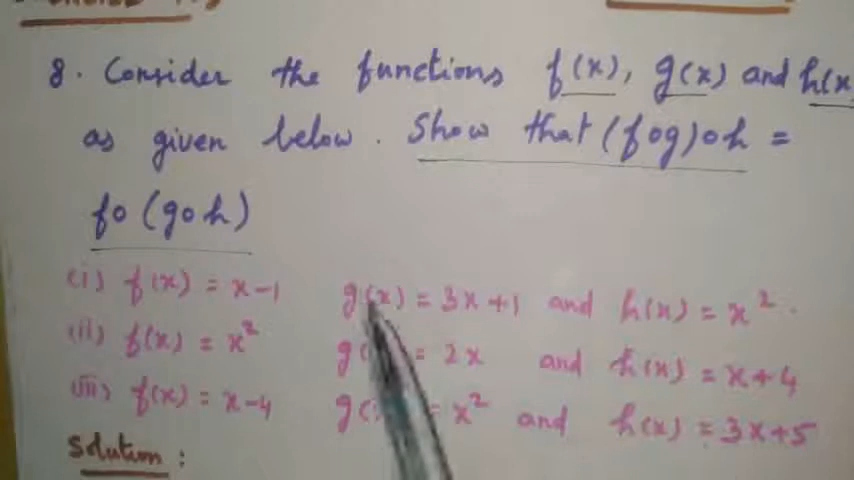 8. Consider the functions f(x), g(x) and h(x
as given below. Show that (fog)oh =
fo(goh)
(i) f(x) = x-1 g(x) = 3x+1 and h(x) = x².
(ii) f(x) = x² g( = 2x and h(x) = x+4
(iii) f(x) = x-4 g( = x² and h(x) = 3x+5
Solution :